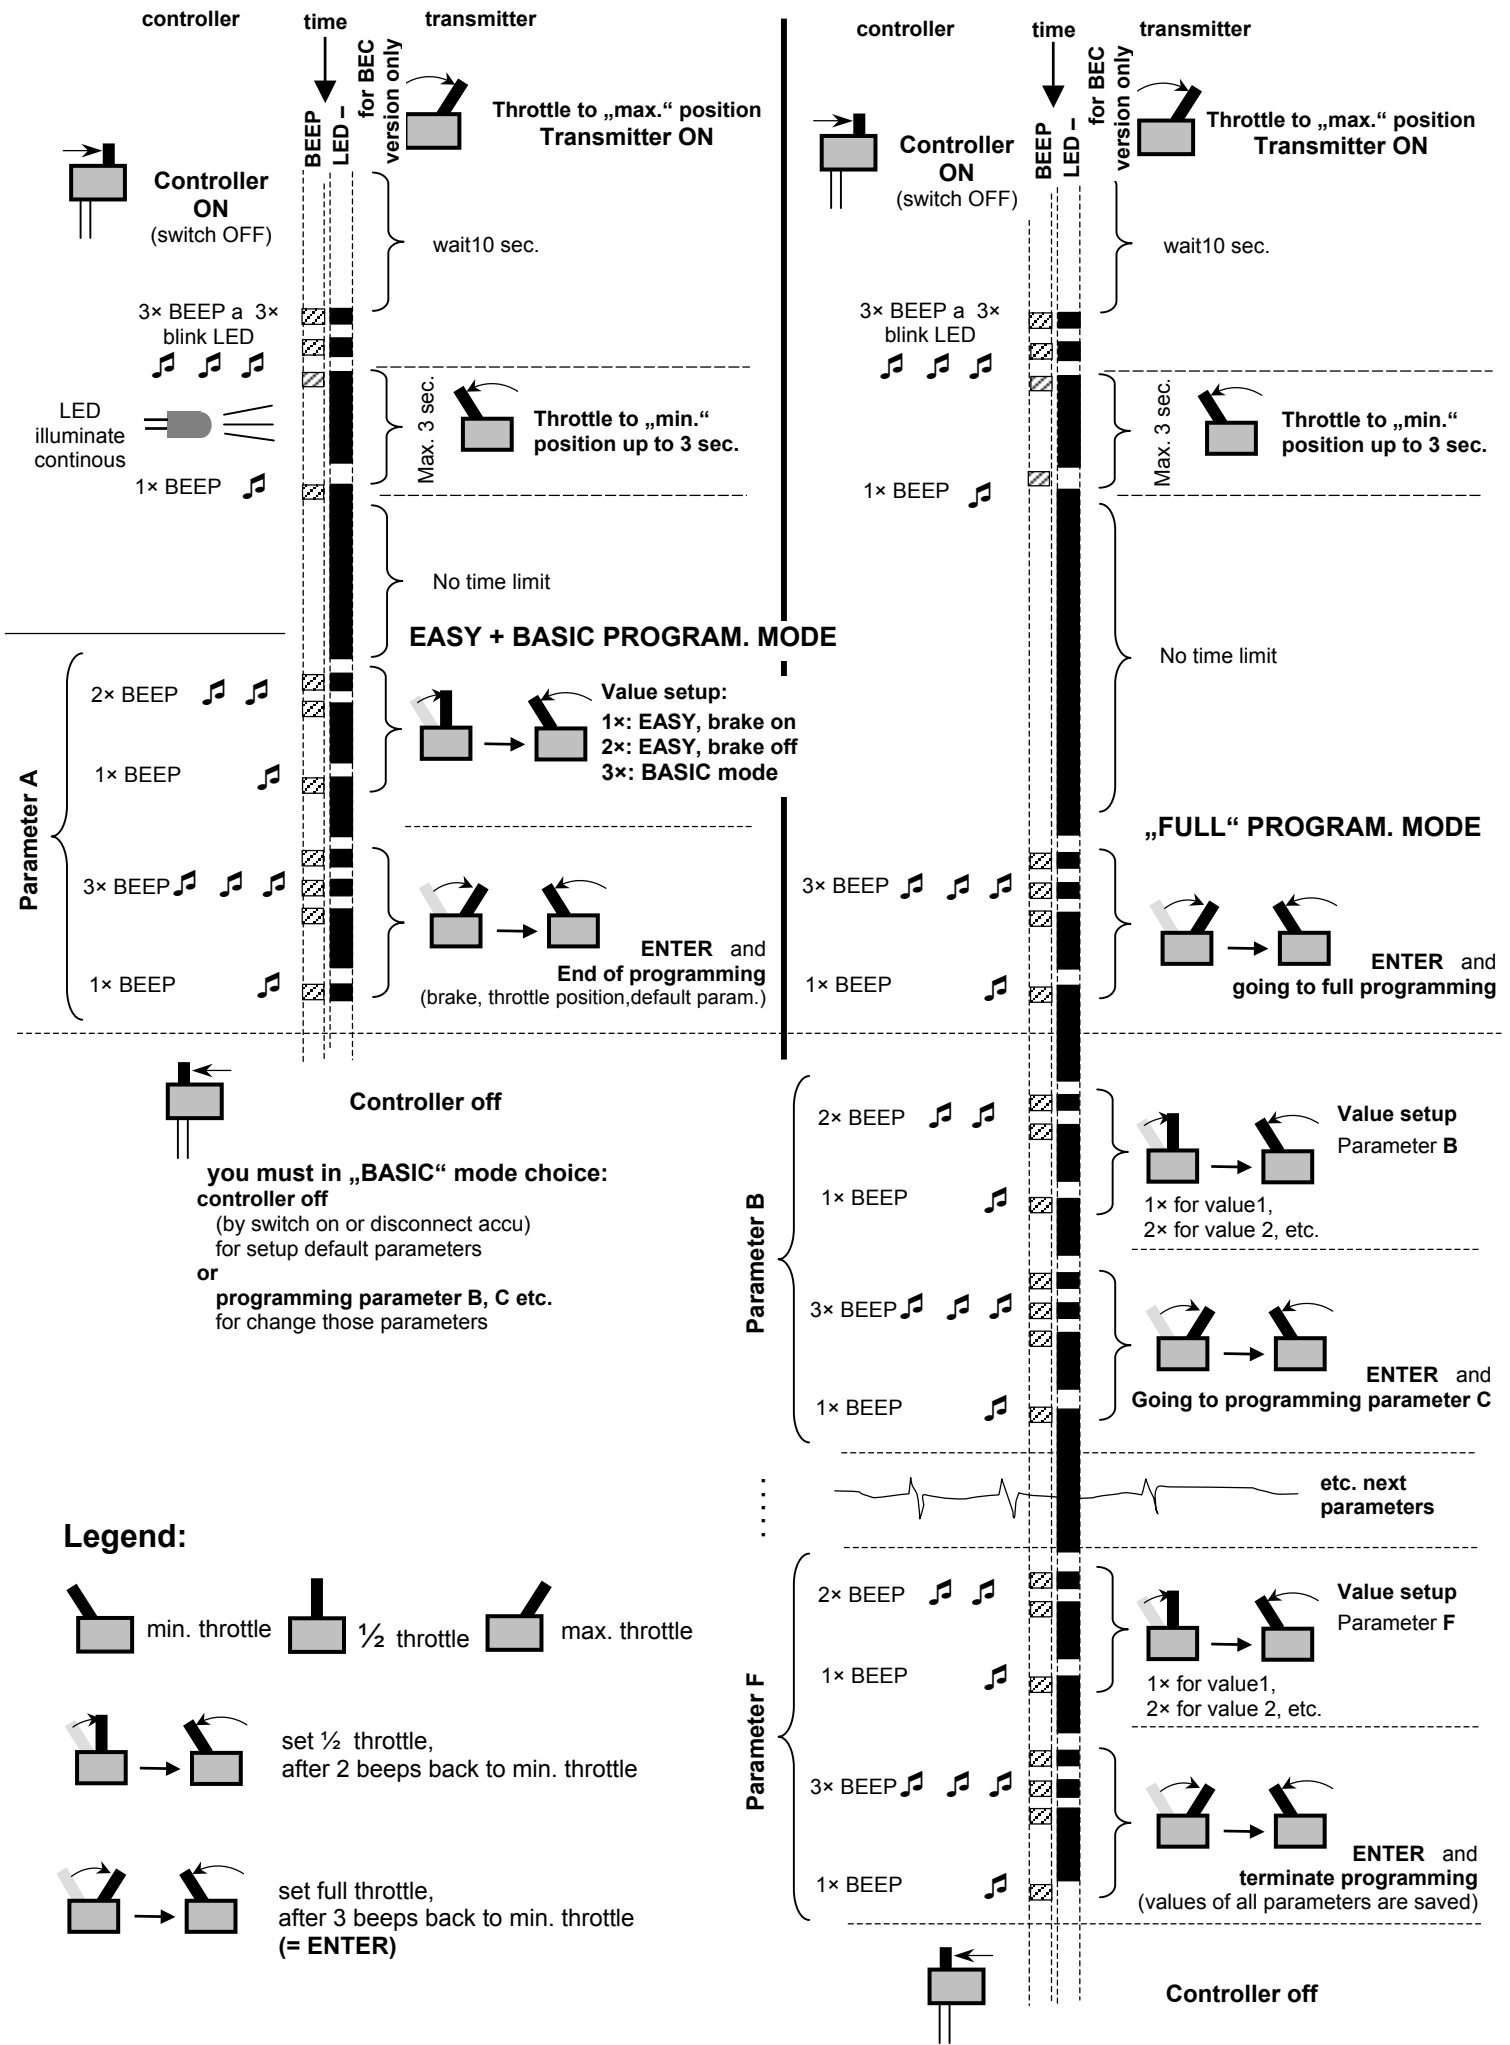 controller
time
transmitter
BEEP
LED –
for BEC
version only
Throttle to „max.“ position
Transmitter ON
Controller
ON
(switch OFF)
wait10 sec.
3× BEEP a 3×
blink LED
LED
illuminate
continous
Max. 3 sec.
Throttle to „min.“
position up to 3 sec.
1× BEEP
No time limit
EASY + BASIC PROGRAM. MODE
Parameter A
2× BEEP
Value setup:
1×: EASY, brake on
2×: EASY, brake off
3×: BASIC mode
1× BEEP
3× BEEP
ENTER and
End of programming
(brake, throttle position,default param.)
1× BEEP
Controller off
you must in „BASIC“ mode choice:
controller off
(by switch on or disconnect accu)
for setup default parameters
or
programming parameter B, C etc.
for change those parameters
Legend:
min. throttle
½ throttle
max. throttle
set ½ throttle,
after 2 beeps back to min. throttle
set full throttle,
after 3 beeps back to min. throttle
(= ENTER)
controller
time
transmitter
BEEP
LED –
for BEC
version only
Throttle to „max.“ position
Transmitter ON
Controller
ON
(switch OFF)
wait10 sec.
3× BEEP a 3×
blink LED
Max. 3 sec.
Throttle to „min.“
position up to 3 sec.
1× BEEP
No time limit
„FULL“ PROGRAM. MODE
3× BEEP
ENTER and
going to full programming
1× BEEP
Parameter B
2× BEEP
Value setup
Parameter B
1× BEEP
1× for value1,
2× for value 2, etc.
3× BEEP
ENTER and
Going to programming parameter C
1× BEEP
. . . . .
etc. next
parameters
Parameter F
2× BEEP
Value setup
Parameter F
1× BEEP
1× for value1,
2× for value 2, etc.
3× BEEP
ENTER and
terminate programming
(values of all parameters are saved)
1× BEEP
Controller off